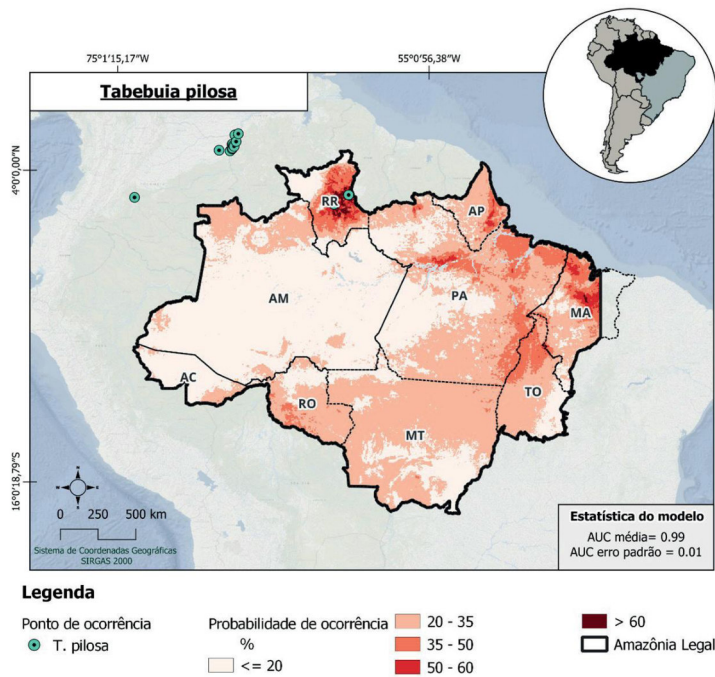 75°1'15,17"W
55°0'56,38"W
Tabebuia pilosa
4°0'0,00"N
16°0'18,79"S
RR
AP
AM
PA
MA
AC
RO
TO
MT
0 250 500 km
Sistema de Coordenadas Geográficas
SIRGAS 2000
Estatística do modelo
AUC média= 0.99
AUC erro padrão = 0.01
Legenda
Ponto de ocorrência
T. pilosa
Probabilidade de ocorrência
%
<= 20
20 - 35
35 - 50
50 - 60
> 60
Amazônia Legal